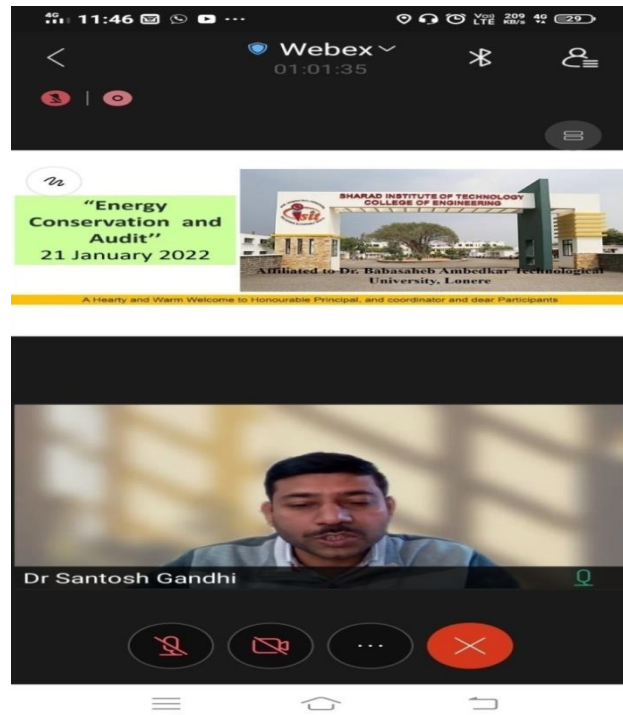 4G 11:46 ... Vo) LTE 209 KB/s 4G 29
Webex
01:01:35
"Energy
Conservation and
Audit"
21 January 2022
SHARAD INSTITUTE OF TECHNOLOGY
COLLEGE OF ENGINEERING
sit
Affiliated to Dr. Babasaheb Ambedkar Technological
University, Lonere
A Hearty and Warm Welcome to Honourable Principal, and coordinator and dear Participants
Dr Santosh Gandhi